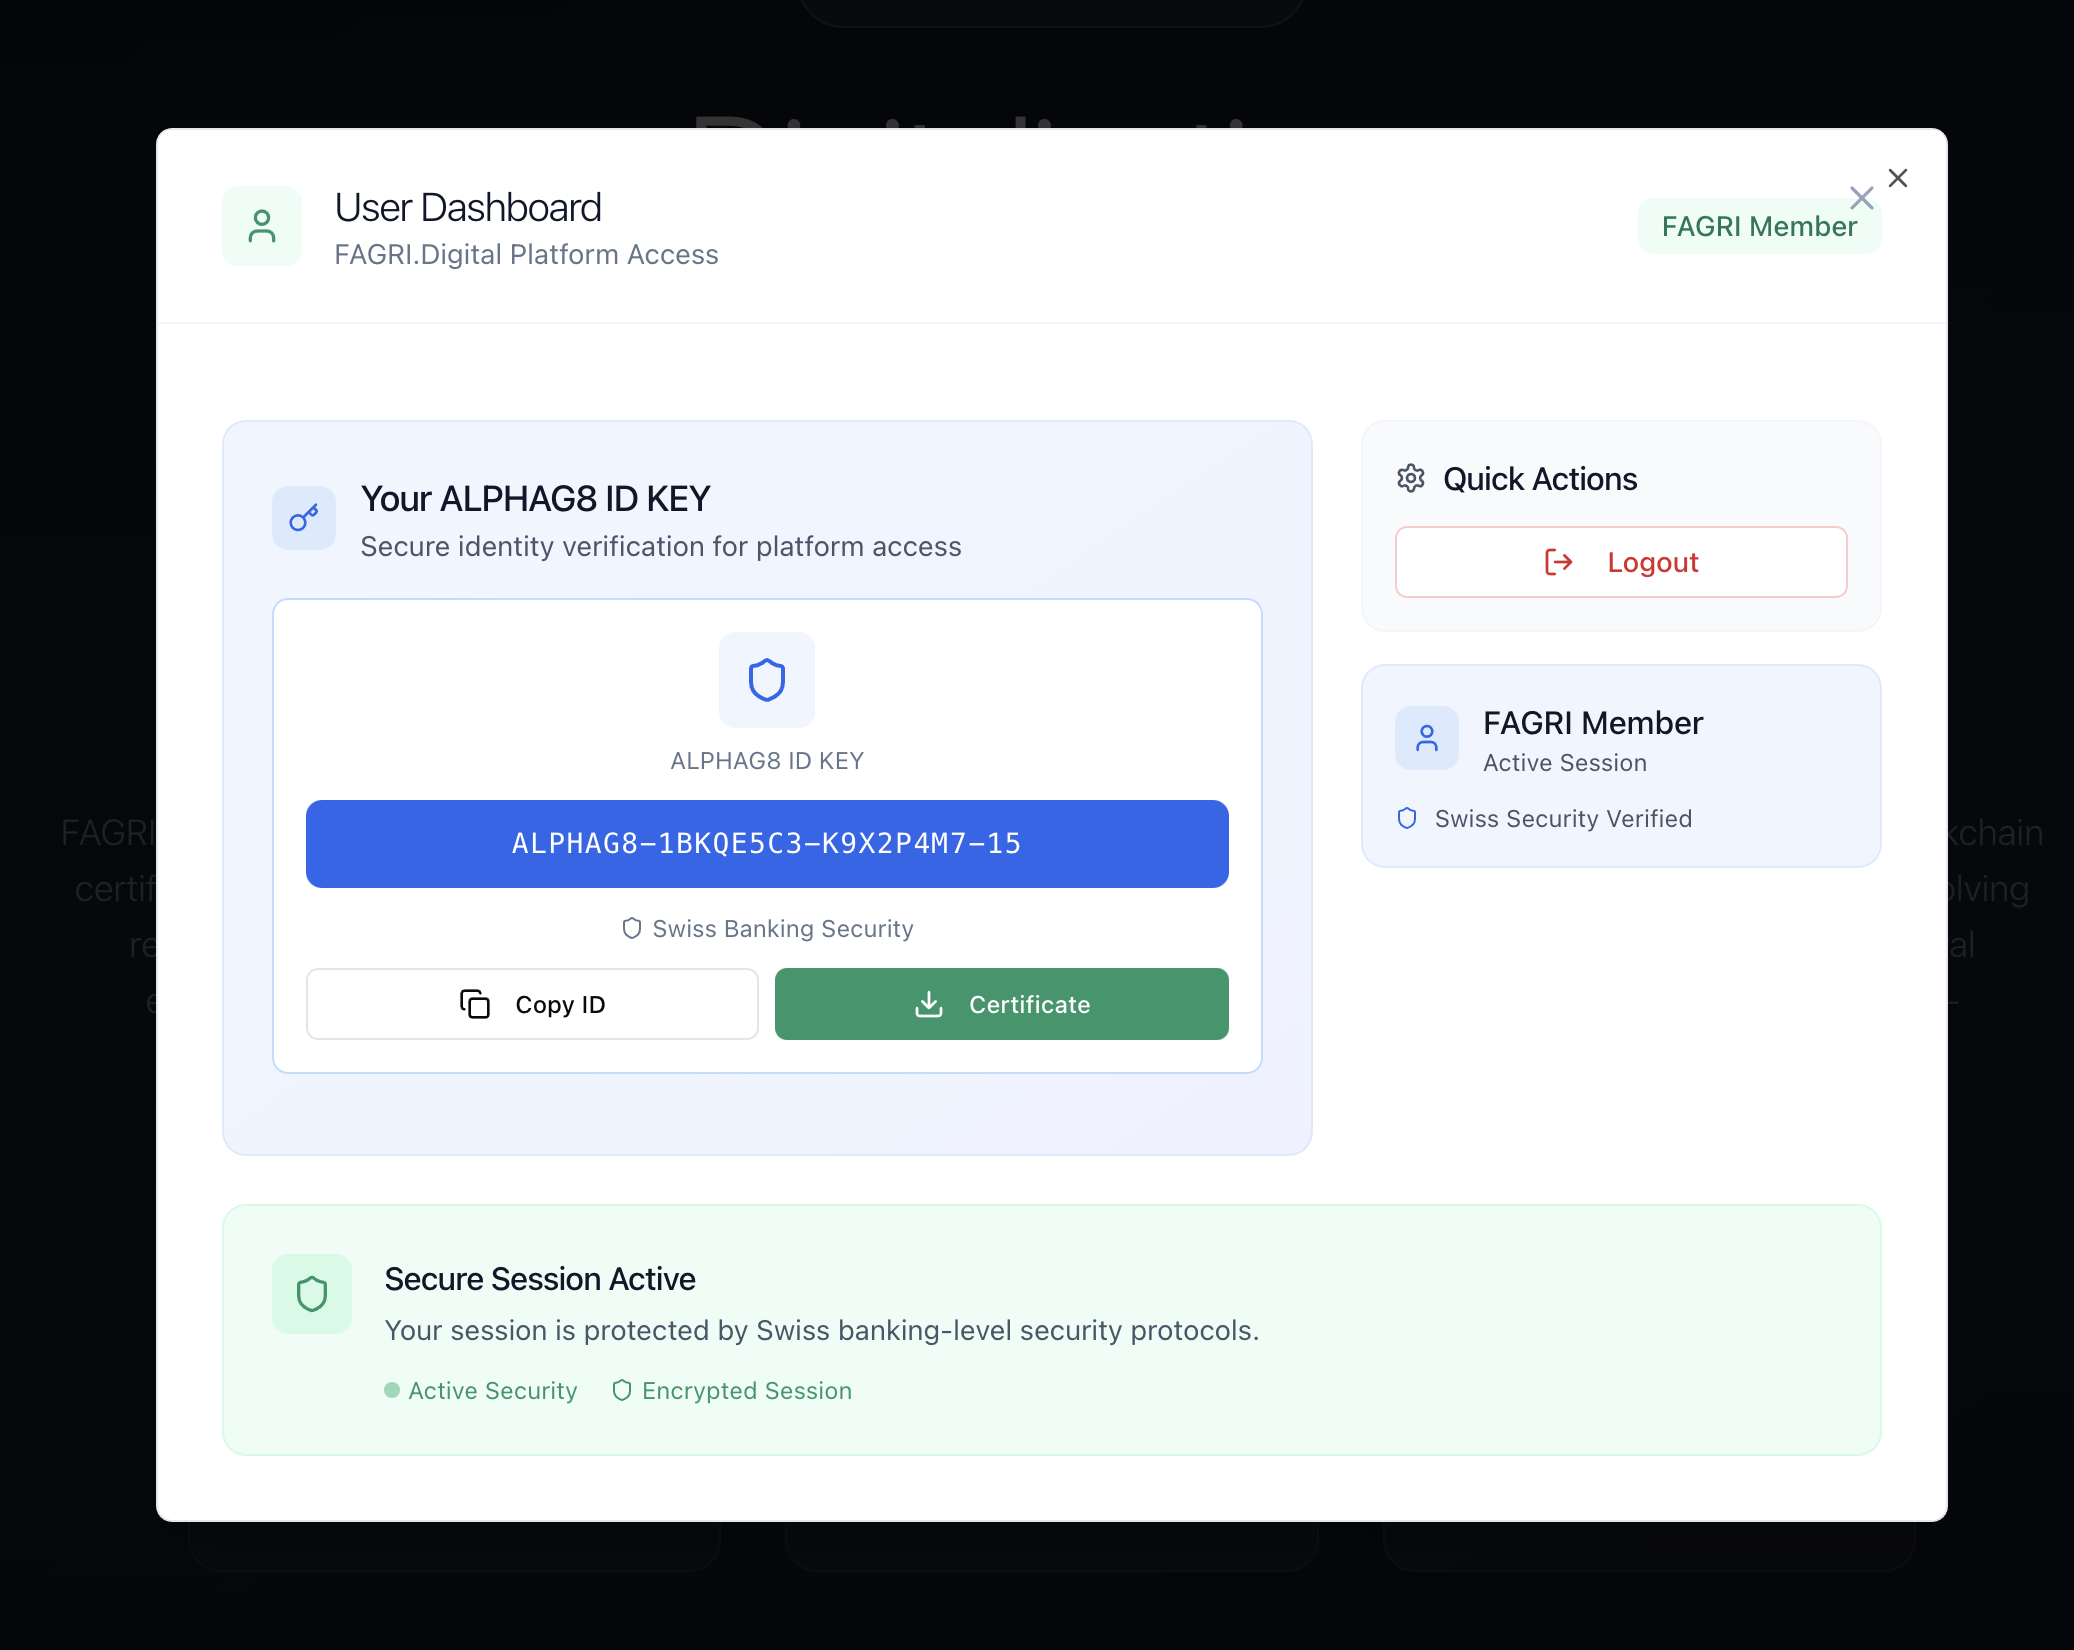 User Dashboard
FAGRI.Digital Platform Access
FAGRI Member
Your ALPHAG8 ID KEY
Secure identity verification for platform access
ALPHAG8 ID KEY
ALPHAG8-1BKQE5C3-K9X2P4M7-15
Swiss Banking Security
Copy ID
Certificate
Quick Actions
Logout
FAGRI Member
Active Session
Swiss Security Verified
Secure Session Active
Your session is protected by Swiss banking-level security protocols.
Active Security
Encrypted Session
FAGRI